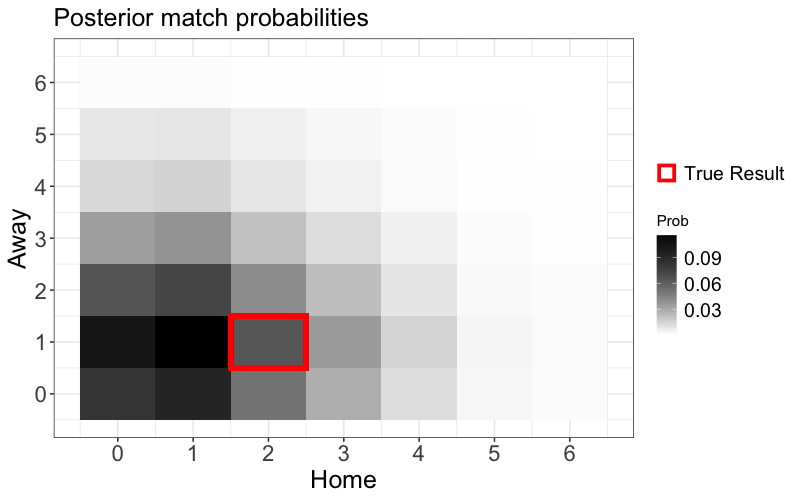 Posterior match probabilities
6
5
4
3
2
1
0
Away
0 1 2 3 4 5 6
Home
True Result
Prob
0.09
0.06
0.03